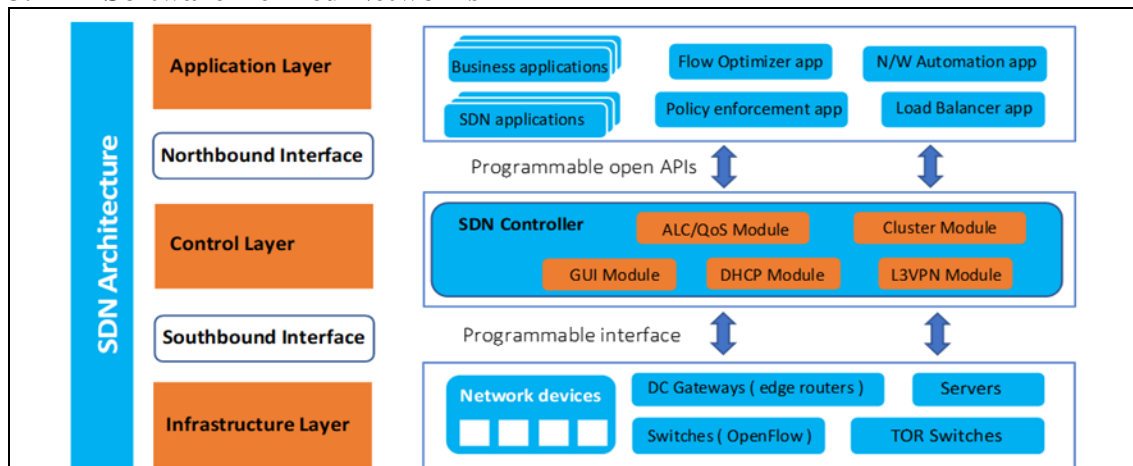 Application Layer
Business applications
Flow Optimizer app
N/W Automation app
SDN applications
Policy enforcement app
Load Balancer app
SDN Architecture
Northbound Interface
Programmable open APIs
Control Layer
SDN Controller
ALC/QoS Module
Cluster Module
GUI Module
DHCP Module
L3VPN Module
Southbound Interface
Programmable interface
Infrastructure Layer
Network devices
DC Gateways ( edge routers )
Servers
Switches ( OpenFlow )
TOR Switches